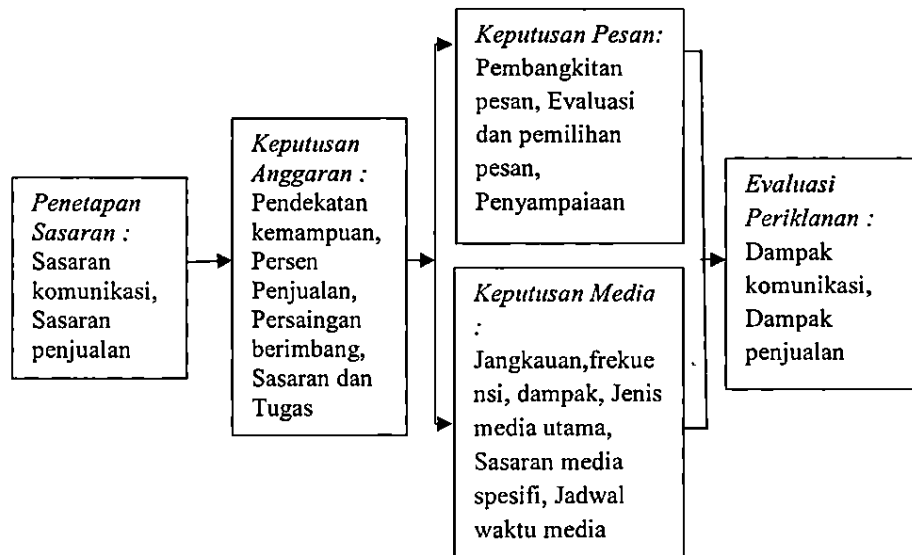 Penetapan
Sasaran :
Sasaran
komunikasi,
Sasaran
penjualan
Keputusan
Anggaran :
Pendekatan
kemampuan,
Persen
Penjualan,
Persaingan
berimbang,
Sasaran dan
Tugas
Keputusan Pesan:
Pembangkitan
pesan, Evaluasi
dan pemilihan
pesan,
Penyampaiaan
Keputusan Media
:
Jangkauan,frekue
nsi, dampak, Jenis
media utama,
Sasaran media
spesifi, Jadwal
waktu media
Evaluasi
Periklanan :
Dampak
komunikasi,
Dampak
penjualan